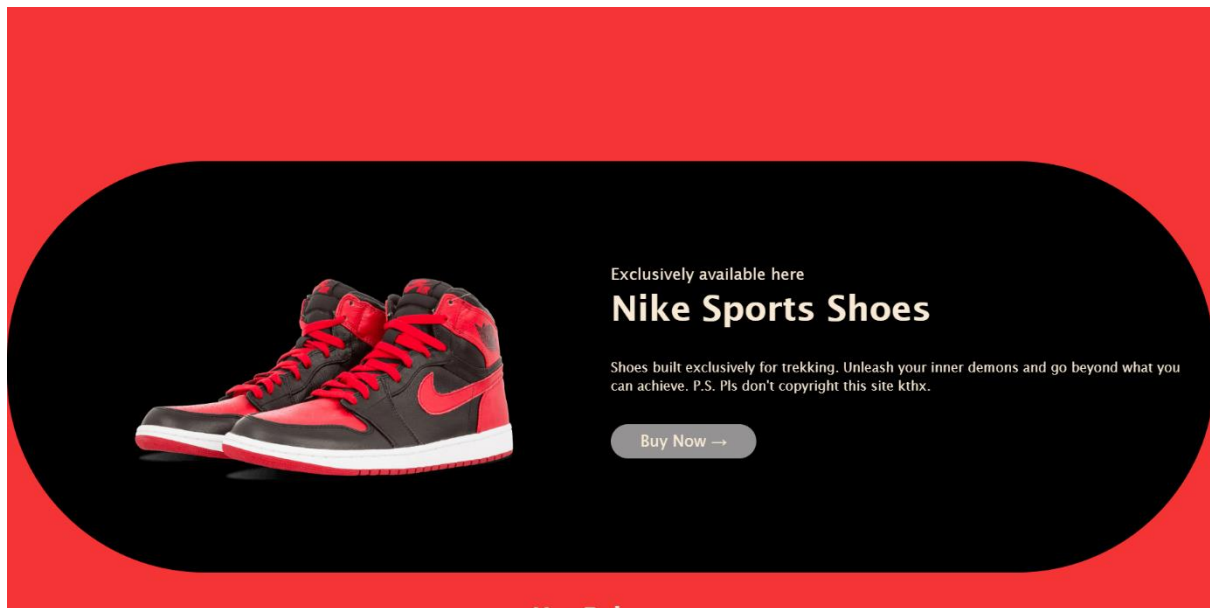 Exclusively available here
Nike Sports Shoes
Shoes built exclusively for trekking. Unleash your inner demons and go beyond what you
can achieve. P.S. Pls don't copyright this site kthx.
Buy Now →